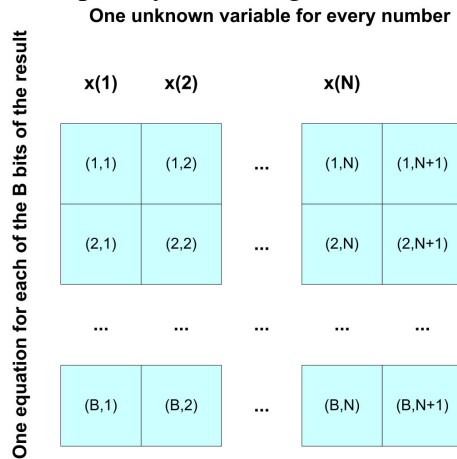 One unknown variable for every number
One equation for each of the B bits of the result
x(1) x(2) x(N)
(1,1) (1,2) ... (1,N) (1,N+1)
(2,1) (2,2) ... (2,N) (2,N+1)
... ... ... ... ...
(B,1) (B,2) ... (B,N) (B,N+1)